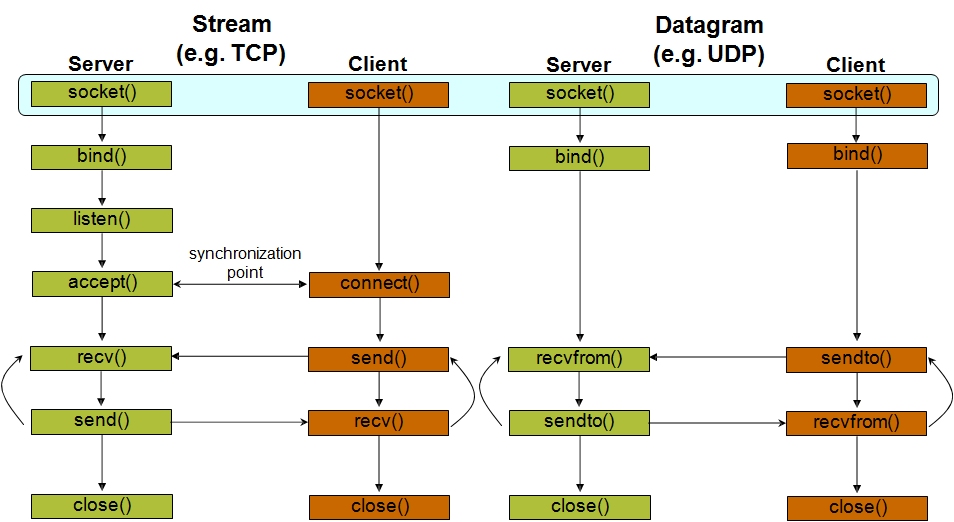 Stream
(e.g. TCP)
Datagram
(e.g. UDP)
Server
Client
Server
Client
socket()
socket()
socket()
socket()
bind()
bind()
bind()
listen()
synchronization
point
accept()
connect()
recv()
send()
recvfrom()
sendto()
send()
recv()
sendto()
recvfrom()
close()
close()
close()
close()